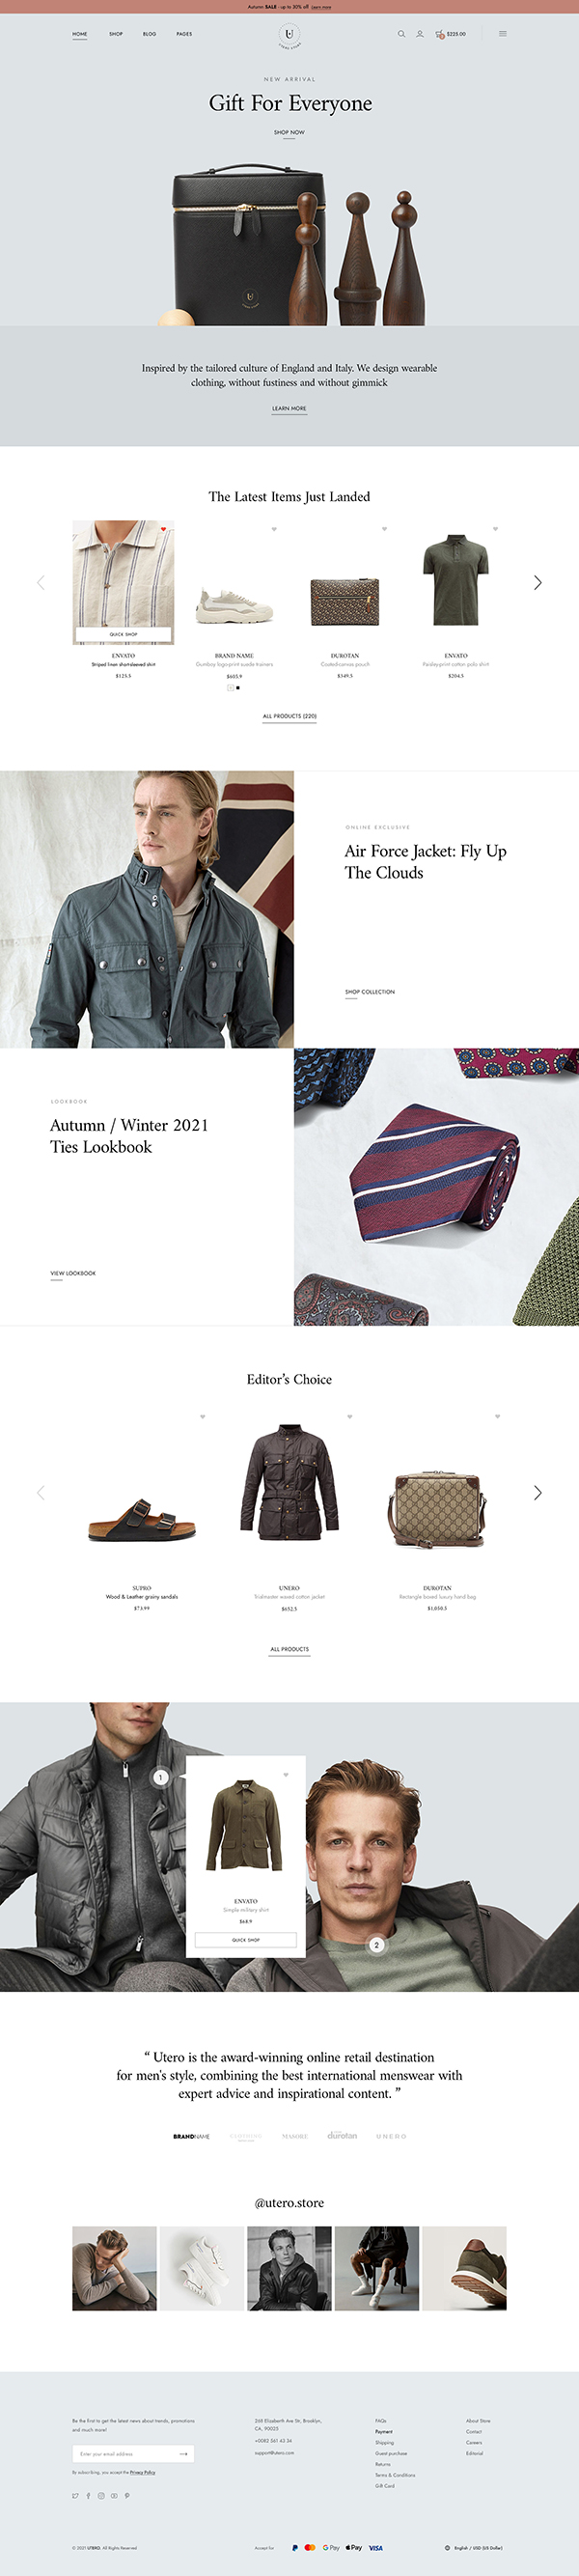 Autumn SALE - up to 30% off Learn more
HOME
SHOP
BLOG
PAGES
U
$225.00
NEW ARRIVAL
Gift For Everyone
SHOP NOW
Inspired by the tailored culture of England and Italy. We design wearable
clothing, without fustiness and without gimmick
LEARN MORE
The Latest Items Just Landed
QUICK SHOP
ENVATO
Striped linen short-sleeved shirt
$125.5
BRAND NAME
Gumboy logo-print suede trainers
$605.9
DUROTAN
Coated-canvas pouch
$349.5
ENVATO
Paisley-print cotton polo shirt
$204.5
ALL PRODUCTS (220)
ONLINE EXCLUSIVE
Air Force Jacket: Fly Up
The Clouds
SHOP COLLECTION
LOOKBOOK
Autumn / Winter 2021
Ties Lookbook
VIEW LOOKBOOK
Editor's Choice
SUPRO
Wood & Leather grainy sandals
$73.99
UNERO
Trialmaster waxed cotton jacket
$652.5
DUROTAN
Rectangle boxed luxury hand bag
$1,050.5
ALL PRODUCTS
1
ENVATO
Simple military shirt
$68.9
QUICK SHOP
2
“ Utero is the award-winning online retail destination
for men's style, combining the best international menswear with
expert advice and inspirational content. ”
BRANDNAME
durotan
UNERO
@utero.store
Be the first to get the latest news about trends, promotions
and much more!
Enter your email address
By subscribing, you accept the Privacy Policy
268 Elizabeth Ave Str, Brooklyn,
CA, 90025
+0082 561 43 34
support@utero.com
FAQs
Payment
Shipping
Guest purchase
Returns
Terms & Conditions
Gift Card
About Store
Contact
Careers
Editorial
© 2021 UTERO. All Rights Reserved
Accept For
G Pay
Pay
VISA
English / USD (US Dollar)